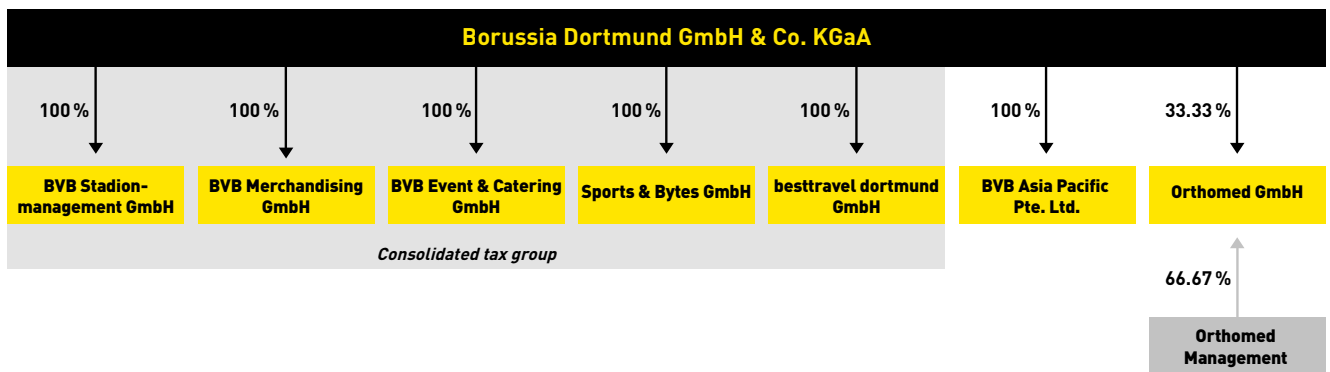 Borussia Dortmund GmbH & Co. KGaA
100 %
100 %
100 %
100 %
100 %
100 %
33.33 %
BVB Stadion-
management GmbH
BVB Merchandising
GmbH
BVB Event & Catering
GmbH
Sports & Bytes GmbH
besttravel dortmund
GmbH
BVB Asia Pacific
Pte. Ltd.
Orthomed GmbH
Consolidated tax group
66.67 %
Orthomed
Management